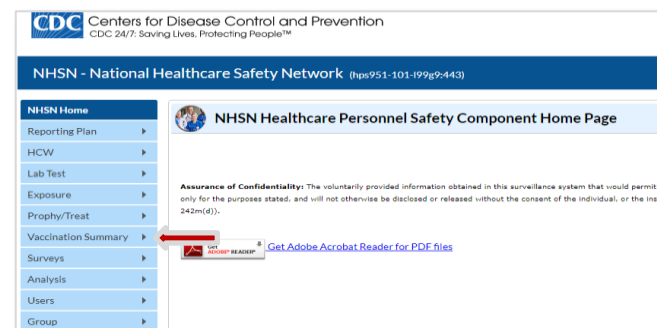 CDC Centers for Disease Control and Prevention
CDC 24/7: Saving Lives, Protecting People™
NHSN - National Healthcare Safety Network (hps951-101-l99g9:443)
NHSN Home
NHSN Healthcare Personnel Safety Component Home Page
Reporting Plan
HCW
Lab Test
Exposure
Prophy/Treat
Vaccination Summary
Surveys
Analysis
Users
Group
Assurance of Confidentiality: The voluntarily provided information obtained in this surveillance system that would permit
only for the purposes stated, and will not otherwise be disclosed or released without the consent of the individual, or the ins
242m(d)).
Get
ADOBE® READER®
Get Adobe Acrobat Reader for PDF files